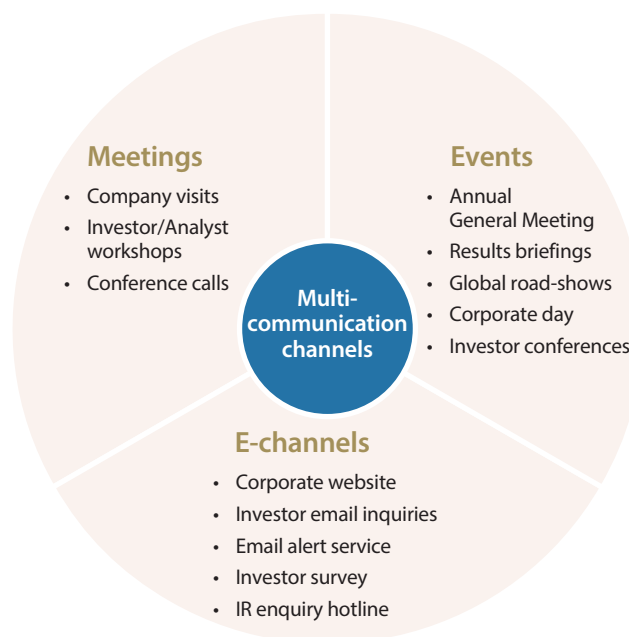 Meetings
• Company visits
• Investor/Analyst
workshops
• Conference calls
Events
• Annual
General Meeting
• Results briefings
• Global road-shows
• Corporate day
• Investor conferences
Multi-
communication
channels
E-channels
• Corporate website
• Investor email inquiries
• Email alert service
• Investor survey
• IR enquiry hotline